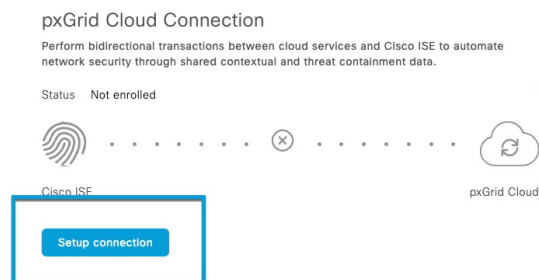 pxGrid Cloud Connection
Perform bidirectional transactions between cloud services and Cisco ISE to automate
network security through shared contextual and threat containment data.
Status Not enrolled
Cisco ISE
pxGrid Cloud
Setup connection